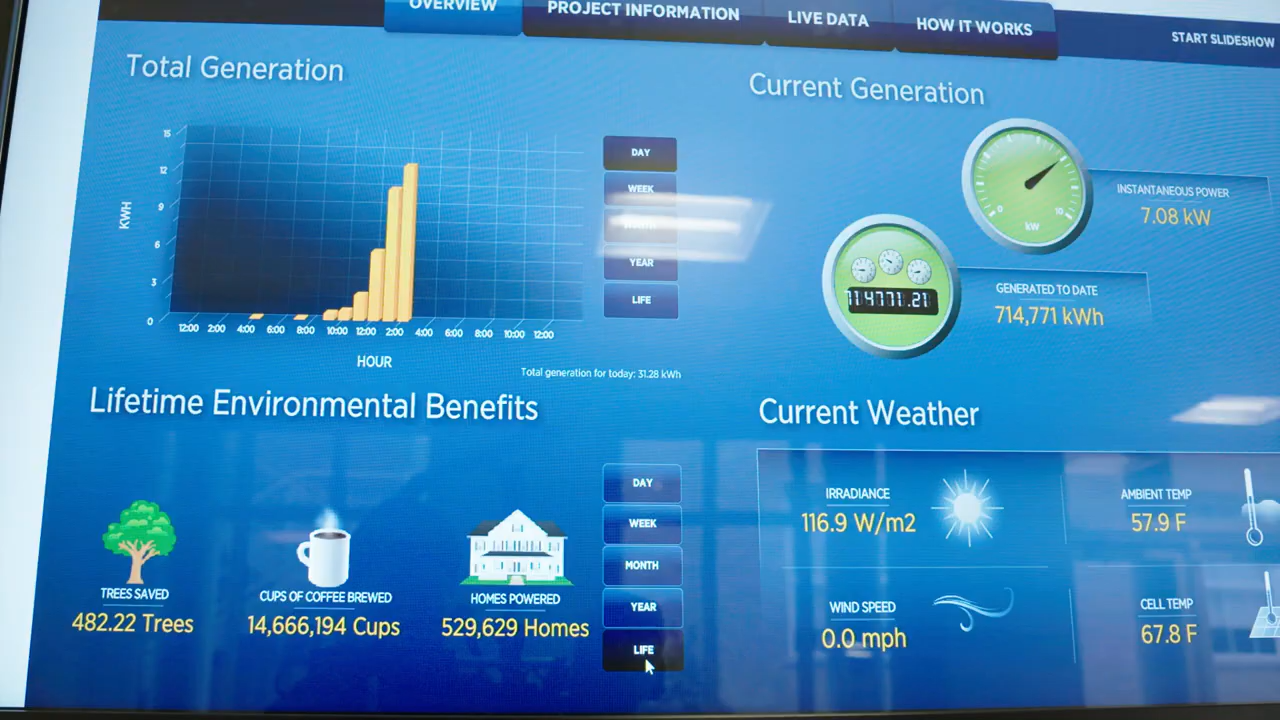 OVERVIEW
PROJECT INFORMATION
LIVE DATA
HOW IT WORKS
START SLIDESHOW
Total Generation
15
12
9
6
3
0
KWH
12:00 2:00 4:00 6:00 8:00 10:00 12:00 2:00 4:00 6:00 8:00 10:00 12:00
HOUR
Total generation for today: 31.28 kWh
DAY
WEEK
YEAR
LIFE
Current Generation
0 10
kW
INSTANTANEOUS POWER
7.08 kW
714771.21
GENERATED TO DATE
714,771 kWh
Lifetime Environmental Benefits
TREES SAVED
482.22 Trees
CUPS OF COFFEE BREWED
14,666,194 Cups
HOMES POWERED
529,629 Homes
DAY
WEEK
MONTH
YEAR
LIFE
Current Weather
IRRADIANCE
116.9 W/m2
AMBIENT TEMP
57.9 F
WIND SPEED
0.0 mph
CELL TEMP
67.8 F